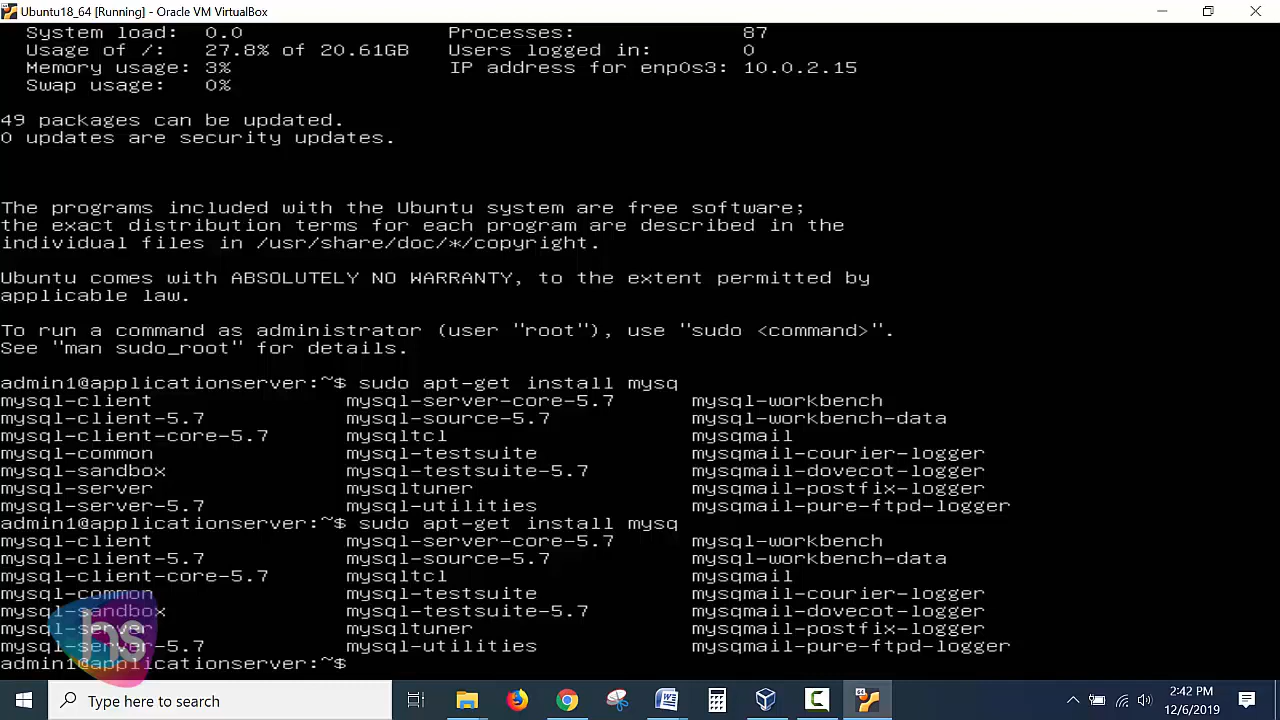 Ubuntu18_64 [Running] - Oracle VM VirtualBox
System load: 0.0 Processes: 87
Usage of /: 27.8% of 20.61GB Users logged in: 0
Memory usage: 3% IP address for enp0s3: 10.0.2.15
Swap usage: 0%
49 packages can be updated.
0 updates are security updates.
The programs included with the Ubuntu system are free software;
the exact distribution terms for each program are described in the
individual files in /usr/share/doc/*/copyright.
Ubuntu comes with ABSOLUTELY NO WARRANTY, to the extent permitted by
applicable law.
To run a command as administrator (user "root"), use "sudo <command>".
See "man sudo_root" for details.
admin1@applicationserver:~$ sudo apt-get install mysq
mysql-client mysql-server-core-5.7 mysql-workbench
mysql-client-5.7 mysql-source-5.7 mysql-workbench-data
mysql-client-core-5.7 mysqltcl mysqmail
mysql-common mysql-testsuite mysqmail-courier-logger
mysql-sandbox mysql-testsuite-5.7 mysqmail-dovecot-logger
mysql-server mysqltuner mysqmail-postfix-logger
mysql-server-5.7 mysql-utilities mysqmail-pure-ftpd-logger
admin1@applicationserver:~$ sudo apt-get install mysq
mysql-client mysql-server-core-5.7 mysql-workbench
mysql-client-5.7 mysql-source-5.7 mysql-workbench-data
mysql-client-core-5.7 mysqltcl mysqmail
mysql-common mysql-testsuite mysqmail-courier-logger
mysql-sandbox mysql-testsuite-5.7 mysqmail-dovecot-logger
mysql-server mysqltuner mysqmail-postfix-logger
mysql-server-5.7 mysql-utilities mysqmail-pure-ftpd-logger
admin1@applicationserver:~$
hs
Type here to search
2:42 PM
12/6/2019